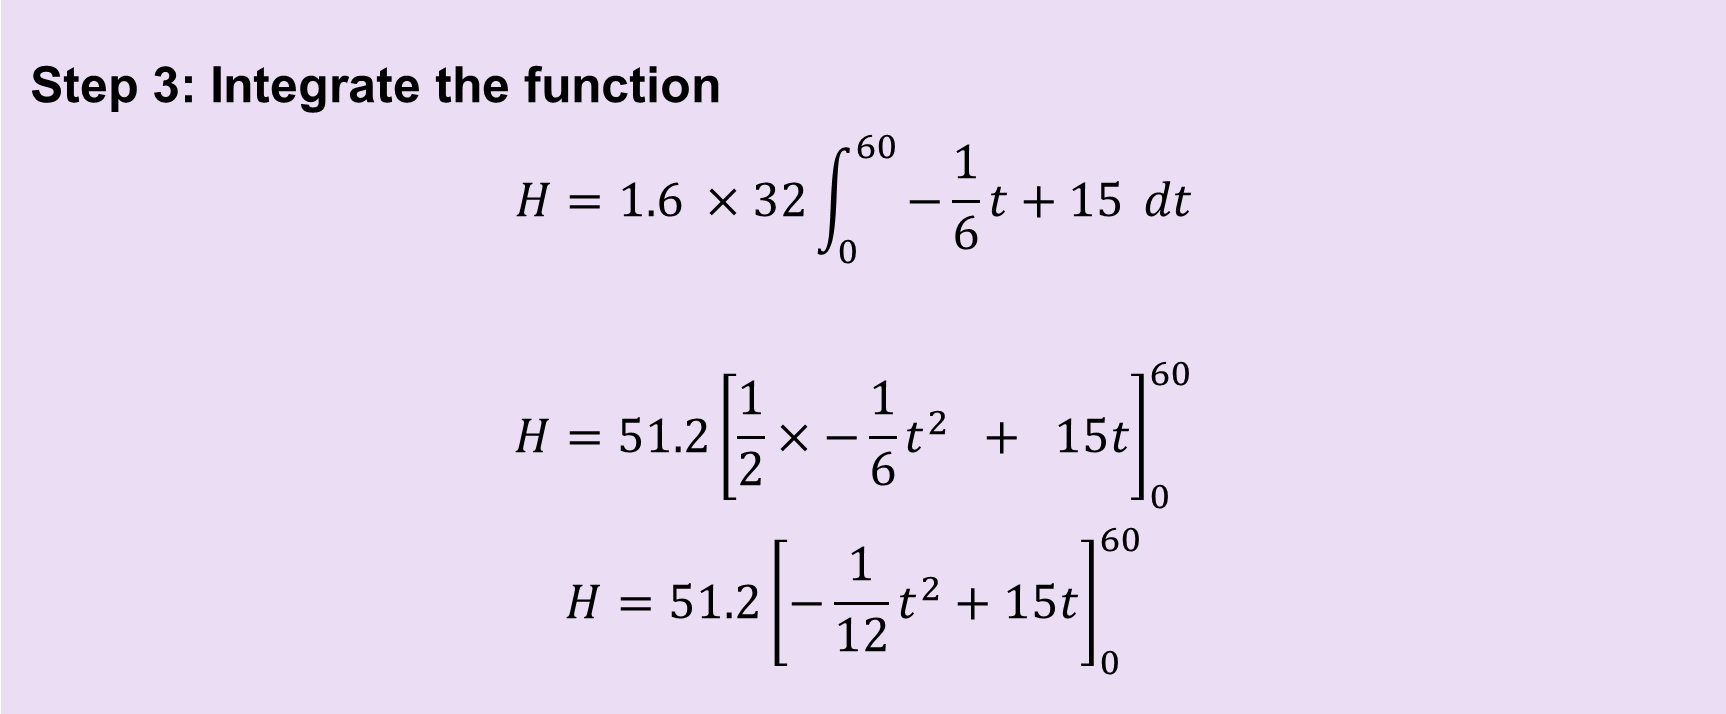 Step 3: Integrate the function
H = 1.6 × 32 ∫₀⁶⁰ −(1/6)t + 15 dt
H = 51.2 [1/2 × −(1/6)t² + 15t]₀⁶⁰
H = 51.2 [−(1/12)t² + 15t]₀⁶⁰